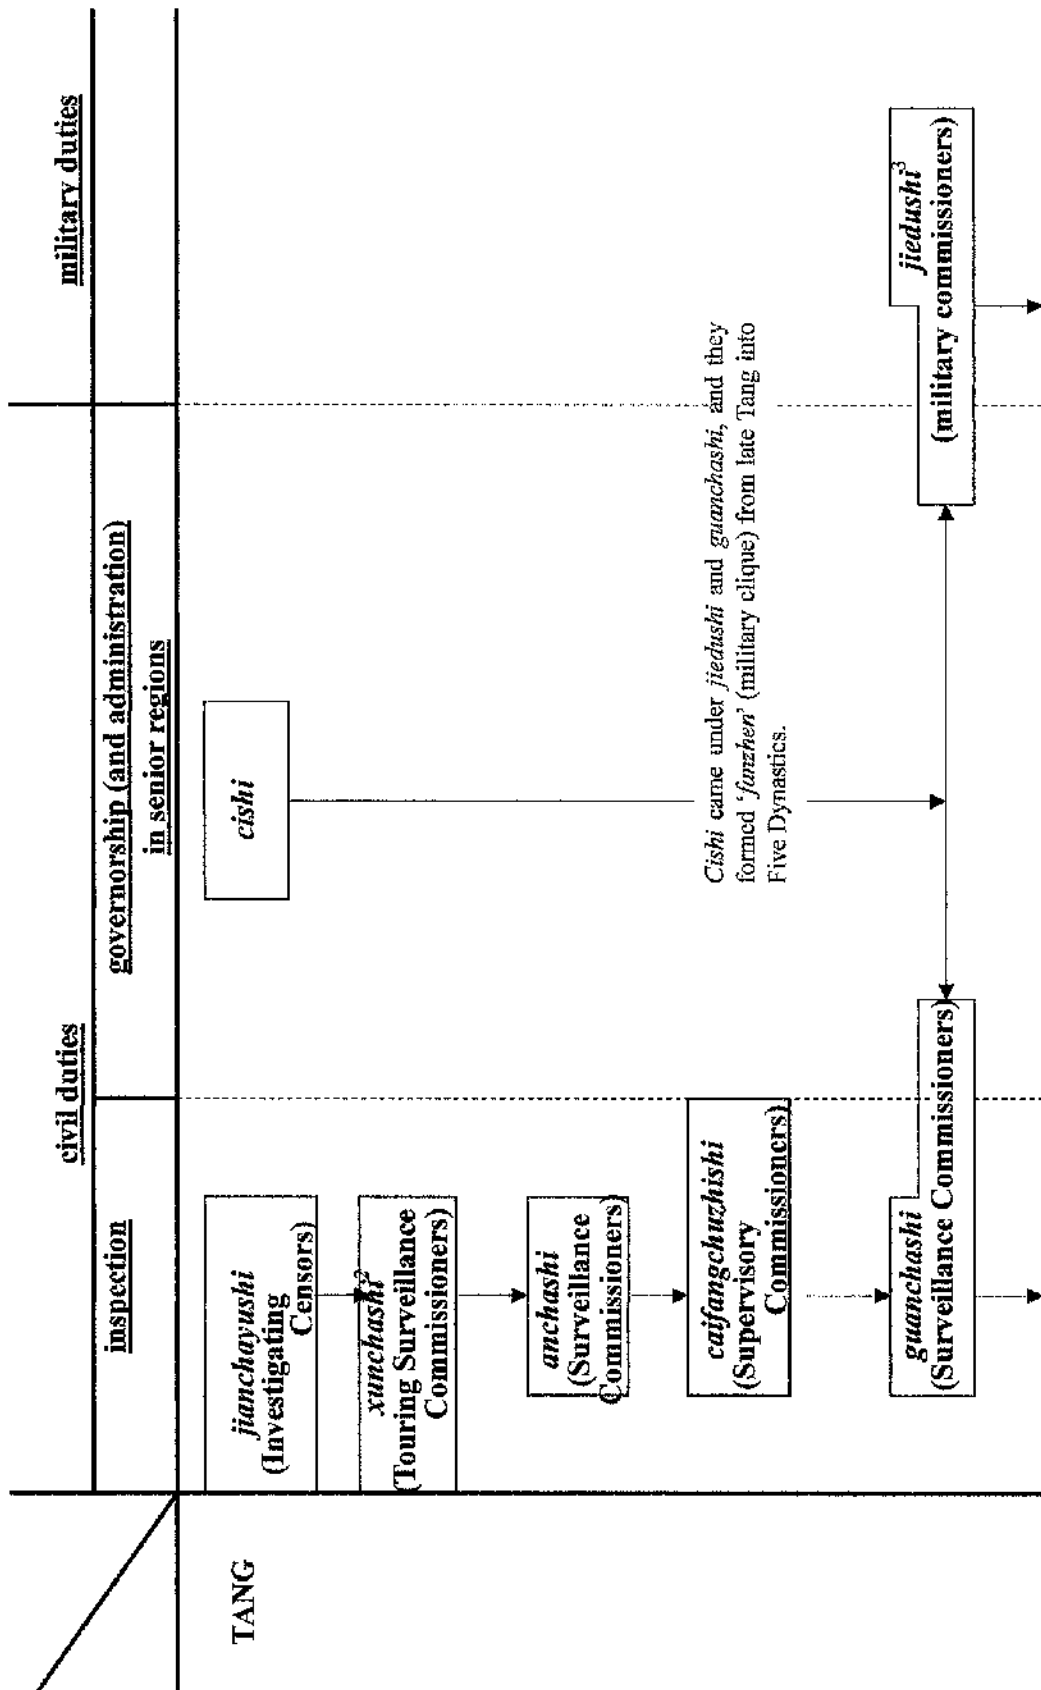 civil duties
military duties
inspection
governorship (and administration)
in senior regions
TANG
jianchayushi
(Investigating
Censors)
cishi
xunchashi²
(Touring Surveillance
Commissioners)
anchashi
(Surveillance
Commissioners)
caifangchuzhishi
(Supervisory
Commissioners)
Cishi came under jiedushi and guanchashi, and they
formed ‘fanzhen’ (military clique) from late Tang into
Five Dynasties.
guanchashi
(Surveillance Commissioners)
jiedushi³
(military commissioners)